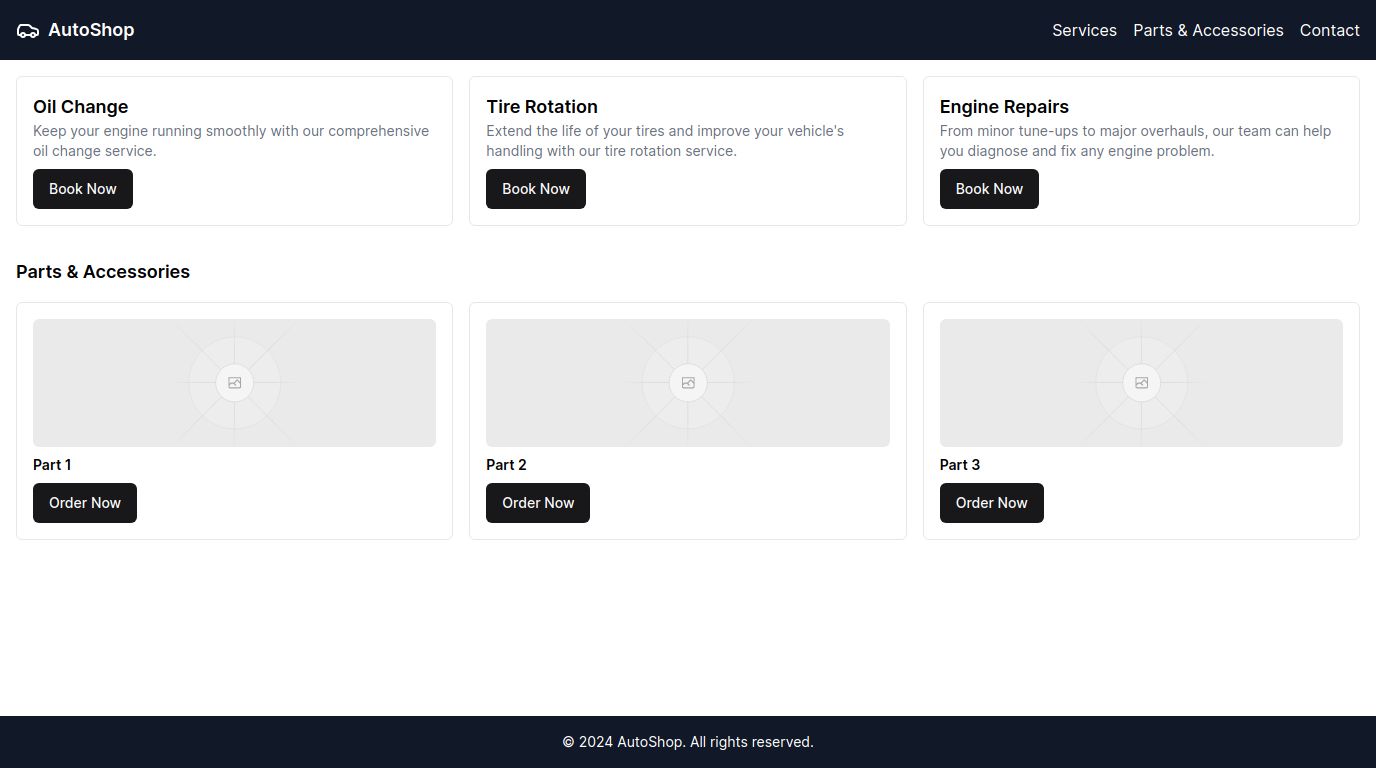 AutoShop
Services
Parts & Accessories
Contact
Oil Change
Keep your engine running smoothly with our comprehensive
oil change service.
Book Now
Tire Rotation
Extend the life of your tires and improve your vehicle's
handling with our tire rotation service.
Book Now
Engine Repairs
From minor tune-ups to major overhauls, our team can help
you diagnose and fix any engine problem.
Book Now
Parts & Accessories
Part 1
Order Now
Part 2
Order Now
Part 3
Order Now
© 2024 AutoShop. All rights reserved.